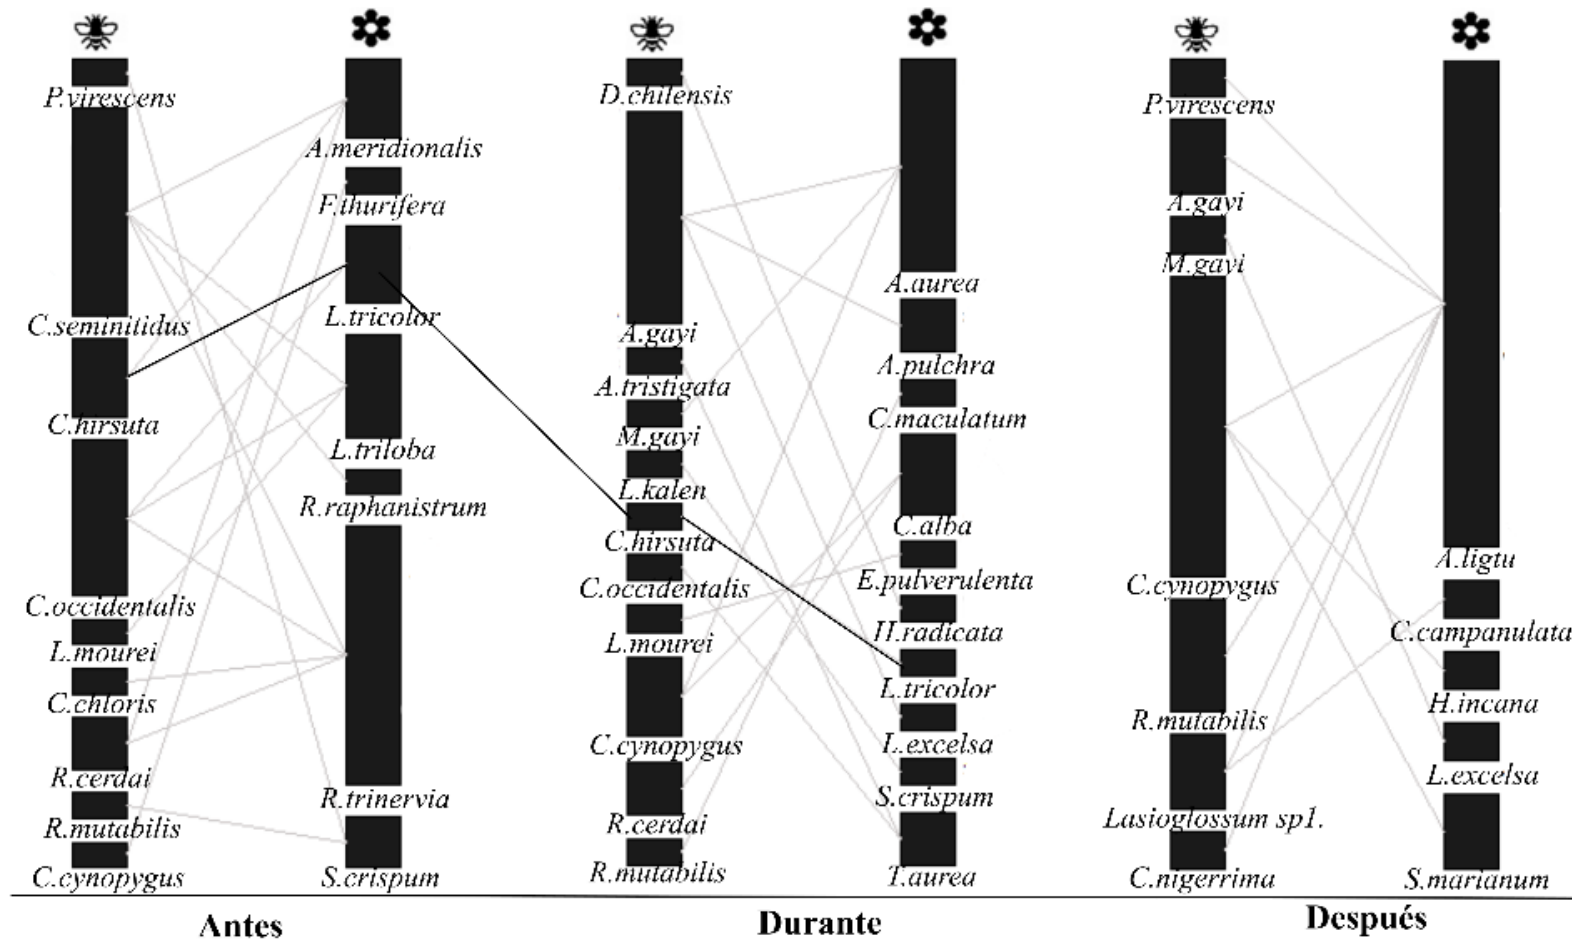 P.virescens
C.seminitidus
C.hirsuta
C.occidentalis
L.mourei
C.chloris
R.cerdai
R.mutabilis
C.cynopygus
A.meridionalis
F.thurifera
L.tricolor
L.triloba
R.raphanistrum
R.trinervia
S.crispum
Antes
D.chilensis
A.gayi
A.tristigata
M.gayi
L.kalen
C.hirsuta
C.occidentalis
L.mourei
C.cynopygus
R.cerdai
R.mutabilis
A.aurea
A.pulchra
C.maculatum
C.alba
E.pulverulenta
H.radicata
L.tricolor
L.excelsa
S.crispum
T.aurea
Durante
P.virescens
A.gayi
M.gayi
C.cynopygus
R.mutabilis
Lasioglossum sp1.
C.nigerrima
A.ligtu
C.campanulata
H.incana
L.excelsa
S.marianum
Después